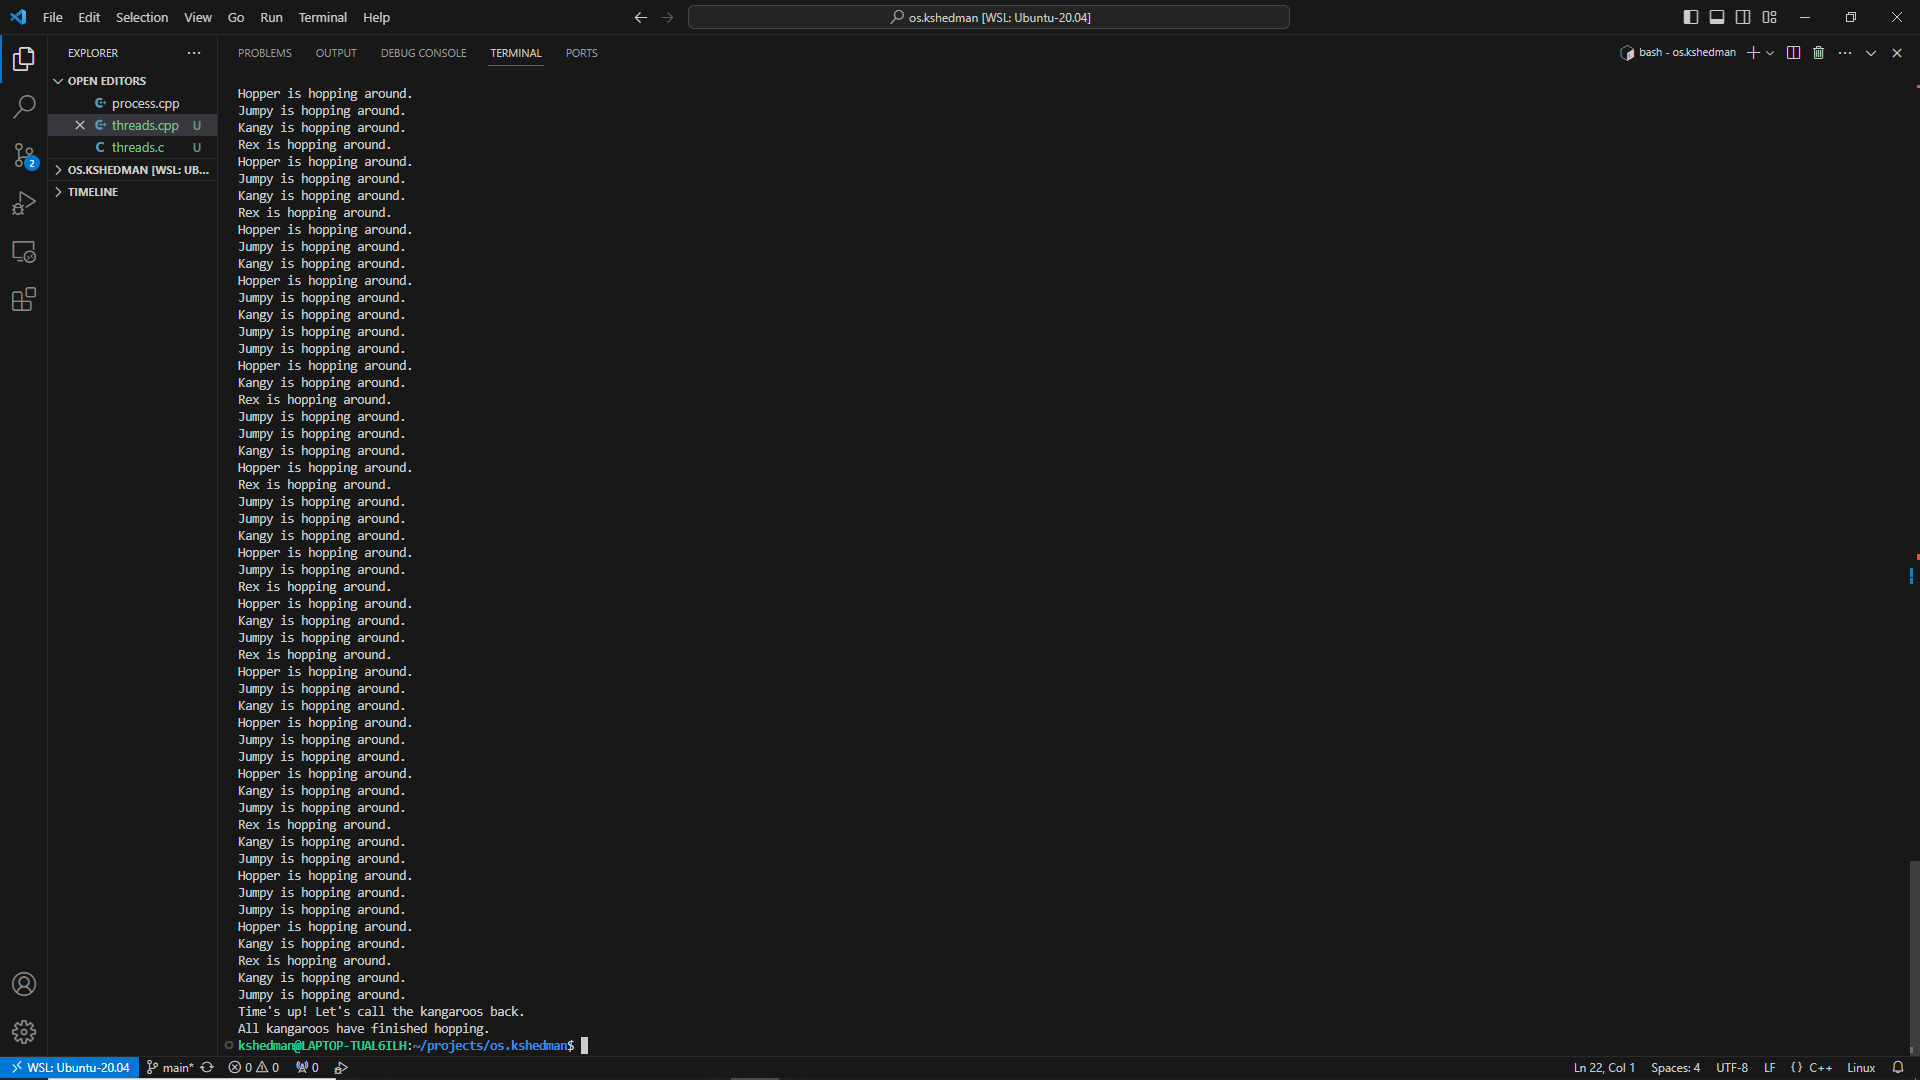 File Edit Selection View Go Run Terminal Help
os.kshedman [WSL: Ubuntu-20.04]
EXPLORER
PROBLEMS OUTPUT DEBUG CONSOLE TERMINAL PORTS
bash - os.kshedman
OPEN EDITORS
process.cpp
threads.cpp U
threads.c U
2
OS.KSHEDMAN [WSL: UB...
TIMELINE
Hopper is hopping around.
Jumpy is hopping around.
Kangy is hopping around.
Rex is hopping around.
Hopper is hopping around.
Jumpy is hopping around.
Kangy is hopping around.
Rex is hopping around.
Hopper is hopping around.
Jumpy is hopping around.
Kangy is hopping around.
Hopper is hopping around.
Jumpy is hopping around.
Kangy is hopping around.
Jumpy is hopping around.
Jumpy is hopping around.
Hopper is hopping around.
Kangy is hopping around.
Rex is hopping around.
Jumpy is hopping around.
Jumpy is hopping around.
Kangy is hopping around.
Hopper is hopping around.
Rex is hopping around.
Jumpy is hopping around.
Jumpy is hopping around.
Kangy is hopping around.
Hopper is hopping around.
Jumpy is hopping around.
Rex is hopping around.
Hopper is hopping around.
Kangy is hopping around.
Jumpy is hopping around.
Rex is hopping around.
Hopper is hopping around.
Jumpy is hopping around.
Kangy is hopping around.
Hopper is hopping around.
Jumpy is hopping around.
Jumpy is hopping around.
Hopper is hopping around.
Kangy is hopping around.
Jumpy is hopping around.
Rex is hopping around.
Kangy is hopping around.
Jumpy is hopping around.
Hopper is hopping around.
Jumpy is hopping around.
Jumpy is hopping around.
Hopper is hopping around.
Kangy is hopping around.
Rex is hopping around.
Kangy is hopping around.
Jumpy is hopping around.
Time's up! Let's call the kangaroos back.
All kangaroos have finished hopping.
kshedman@LAPTOP-TUAL6ILH:~/projects/os.kshedman$
WSL: Ubuntu-20.04 main* 0 0 0 Ln 22, Col 1 Spaces: 4 UTF-8 LF {} C++ Linux